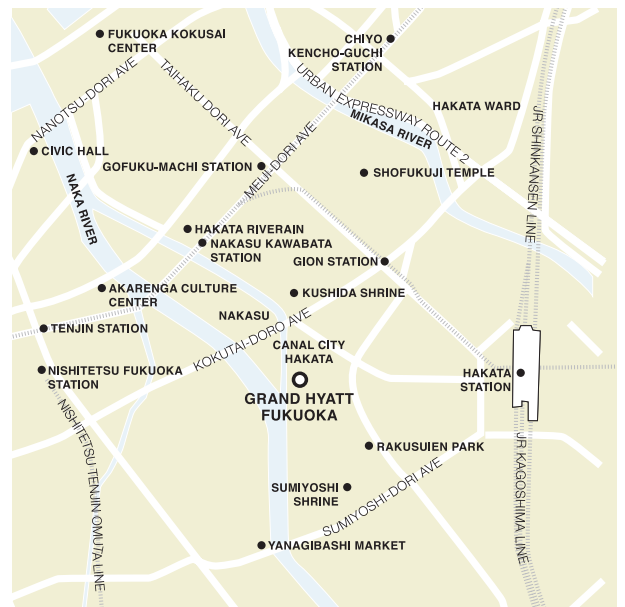 FUKUOKA KOKUSAI
CENTER
CHIYO
KENCHO-GUCHI
STATION
NANOTSU-DORI AVE
TAIHAKU DORI AVE
URBAN EXPRESSWAY ROUTE 2
HAKATA WARD
MIKASA RIVER
JR SHINKANSEN LINE
CIVIC HALL
GOFUKU-MACHI STATION
MEIJI-DORI AVE
SHOFUKUJI TEMPLE
NAKA RIVER
HAKATA RIVERAIN
NAKASU KAWABATA
STATION
GION STATION
AKARENGA CULTURE
CENTER
KUSHIDA SHRINE
NAKASU
TENJIN STATION
KOKUTAI-DORO AVE
CANAL CITY
HAKATA
NISHITETSU FUKUOKA
STATION
HAKATA
STATION
GRAND HYATT
FUKUOKA
NISHITETSU TENJIN OMUTA LINE
RAKUSUIEN PARK
JR KAGOSHIMA LINE
SUMIYOSHI
SHRINE
SUMIYOSHI-DORI AVE
YANAGIBASHI MARKET